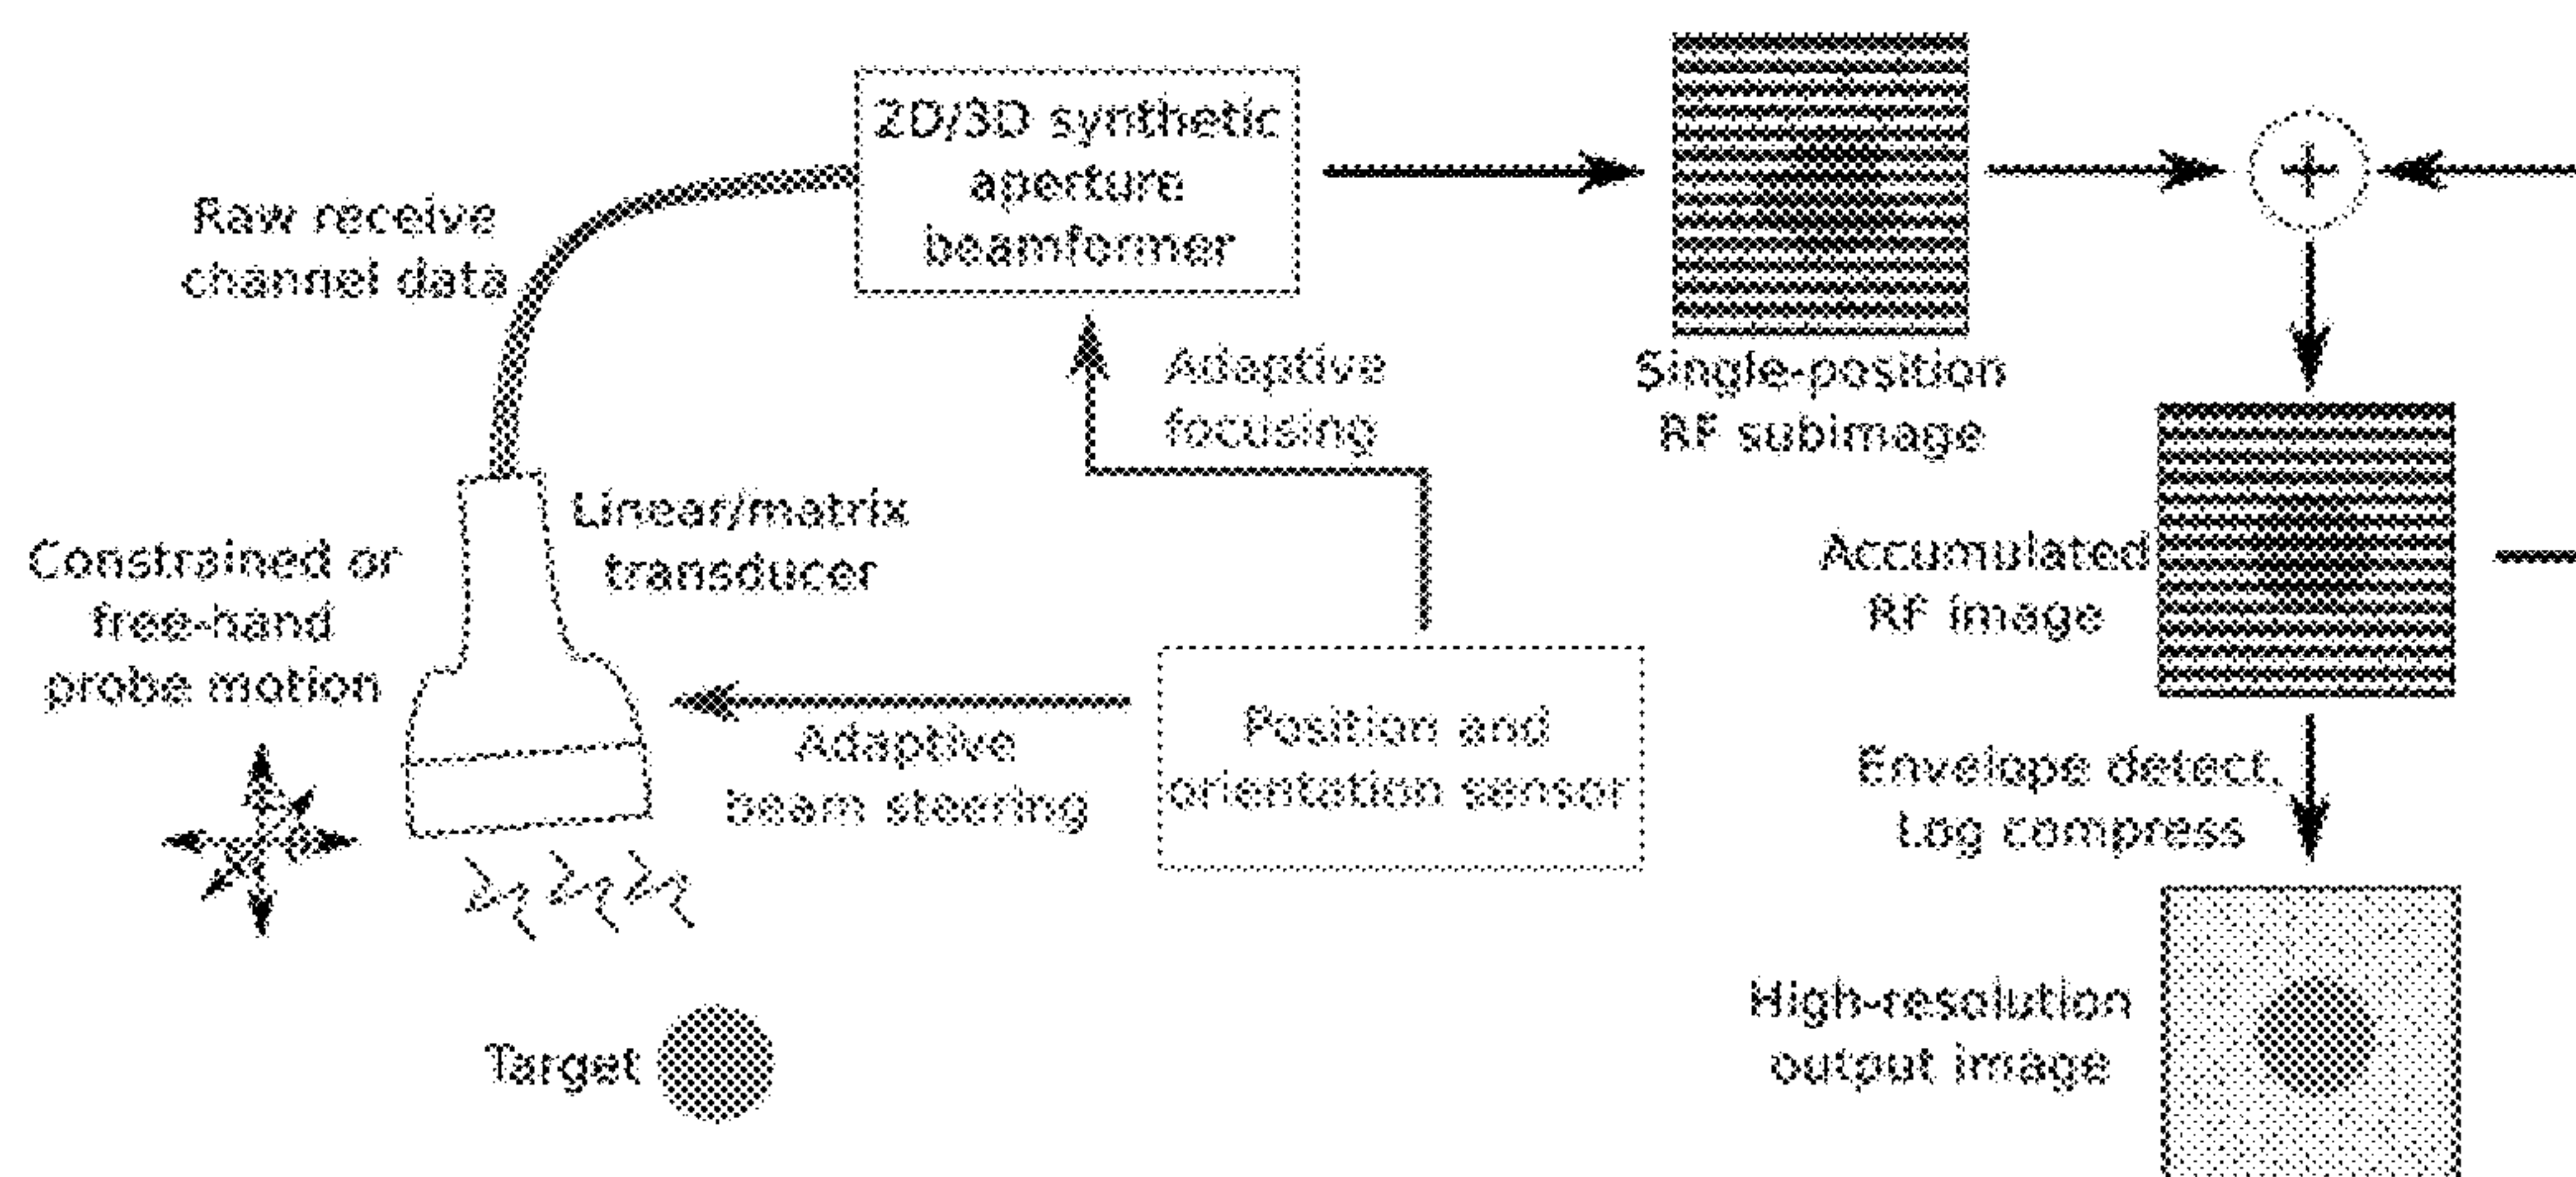 2D/3D synthetic
aperture
beamformer
Raw receive
channel data
Adaptive
focusing
Single-position
RF subimage
+
Linear/matrix
transducer
Constrained or
free-hand
probe motion
Accumulated
RF image
Position and
orientation sensor
Adaptive
beam steering
Envelope detect,
Log compress
High-resolution
output image
Target